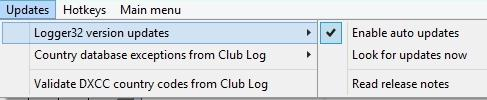 Updates Hotkeys Main menu
Logger32 version updates
Country database exceptions from Club Log
Validate DXCC country codes from Club Log
Enable auto updates
Look for updates now
Read release notes